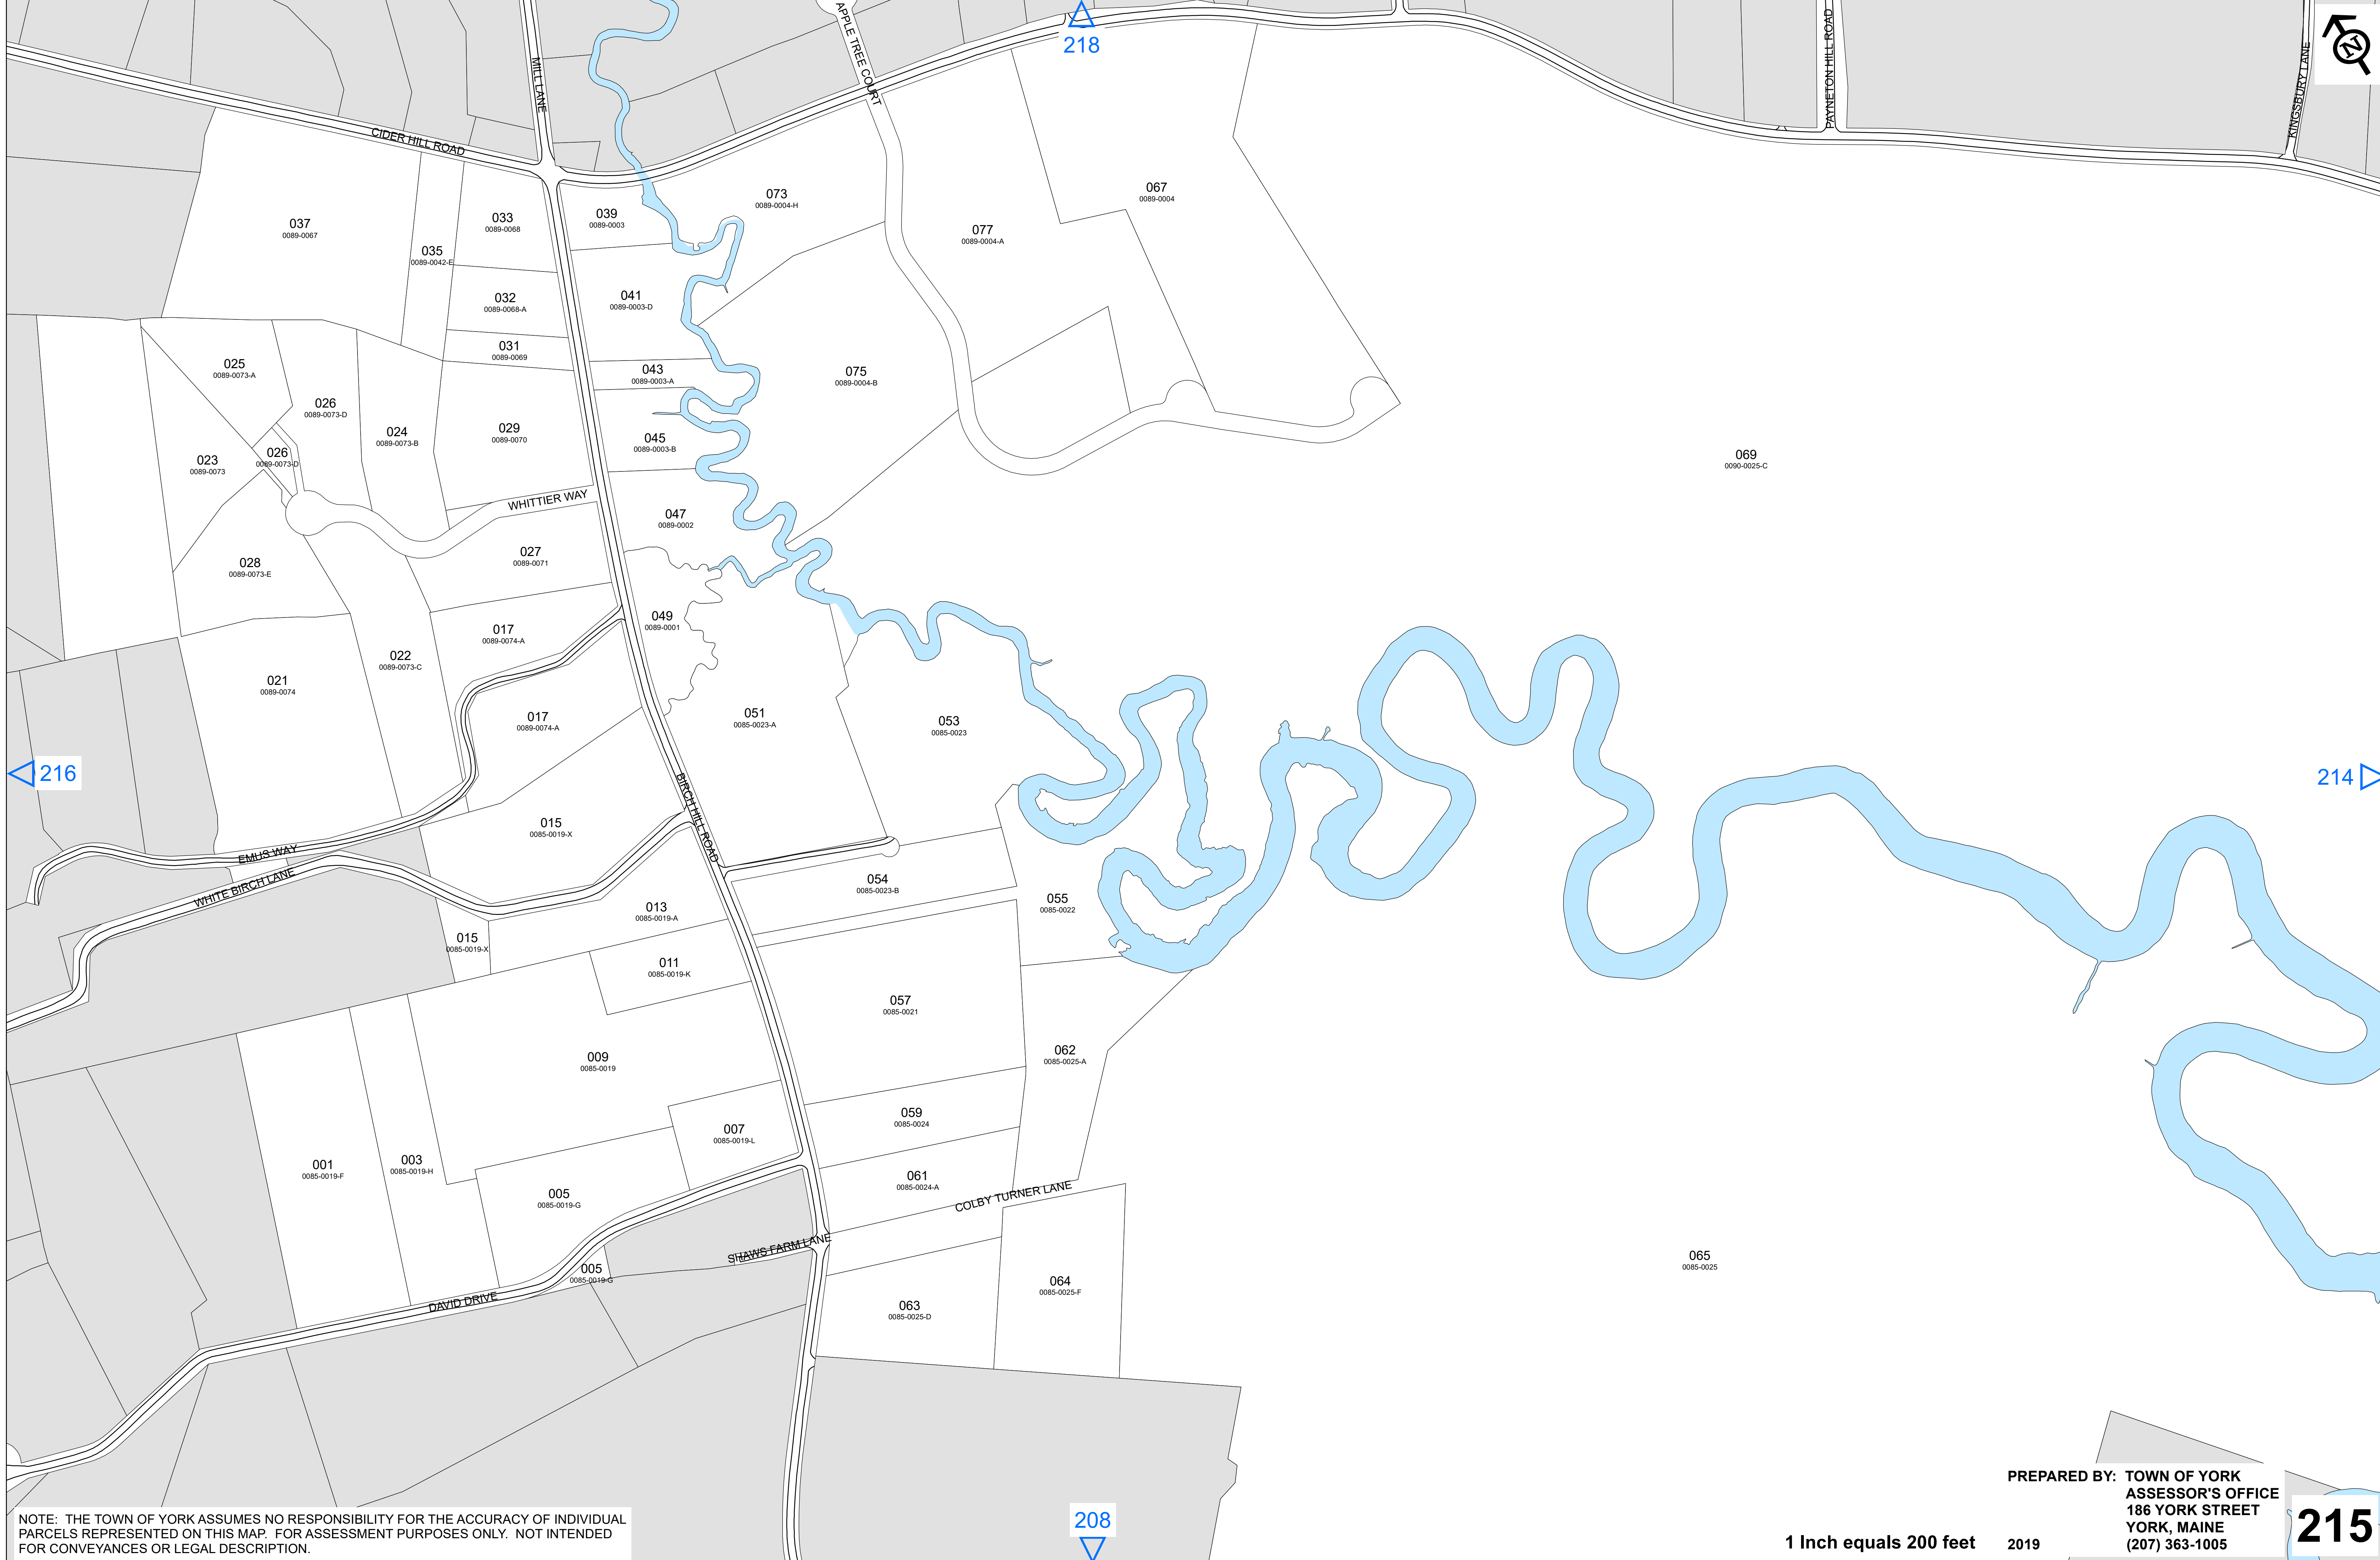 218
APPLE TREE COURT
PAYNETON HILL ROAD
KINGSBURY LANE
N
MILL LANE
CIDER HILL ROAD
037
0089-0067
035
0089-0042-E
033
0089-0068
039
0089-0003
073
0089-0004-H
067
0089-0004
077
0089-0004-A
032
0089-0068-A
041
0089-0003-D
031
0089-0069
043
0089-0003-A
075
0089-0004-B
025
0089-0073-A
026
0089-0073-D
024
0089-0073-B
029
0089-0070
045
0089-0003-B
023
0089-0073
026
0089-0073-D
069
0090-0025-C
WHITTIER WAY
047
0089-0002
028
0089-0073-E
027
0089-0071
049
0089-0001
017
0089-0074-A
022
0089-0073-C
021
0089-0074
017
0089-0074-A
051
0085-0023-A
053
0085-0023
216
214
BIRCH HILL ROAD
015
0085-0019-X
EMUS WAY
WHITE BIRCH LANE
054
0085-0023-B
055
0085-0022
013
0085-0019-A
015
0085-0019-X
011
0085-0019-K
057
0085-0021
062
0085-0025-A
009
0085-0019
059
0085-0024
007
0085-0019-L
001
0085-0019-F
003
0085-0019-H
061
0085-0024-A
005
0085-0019-G
COLBY TURNER LANE
SHAWS FARM LANE
005
0085-0019-G
065
0085-0025
064
0085-0025-F
063
0085-0025-D
DAVID DRIVE
208
NOTE: THE TOWN OF YORK ASSUMES NO RESPONSIBILITY FOR THE ACCURACY OF INDIVIDUAL
PARCELS REPRESENTED ON THIS MAP. FOR ASSESSMENT PURPOSES ONLY. NOT INTENDED
FOR CONVEYANCES OR LEGAL DESCRIPTION.
1 Inch equals 200 feet
2019
PREPARED BY: TOWN OF YORK
ASSESSOR'S OFFICE
186 YORK STREET
YORK, MAINE
(207) 363-1005
215